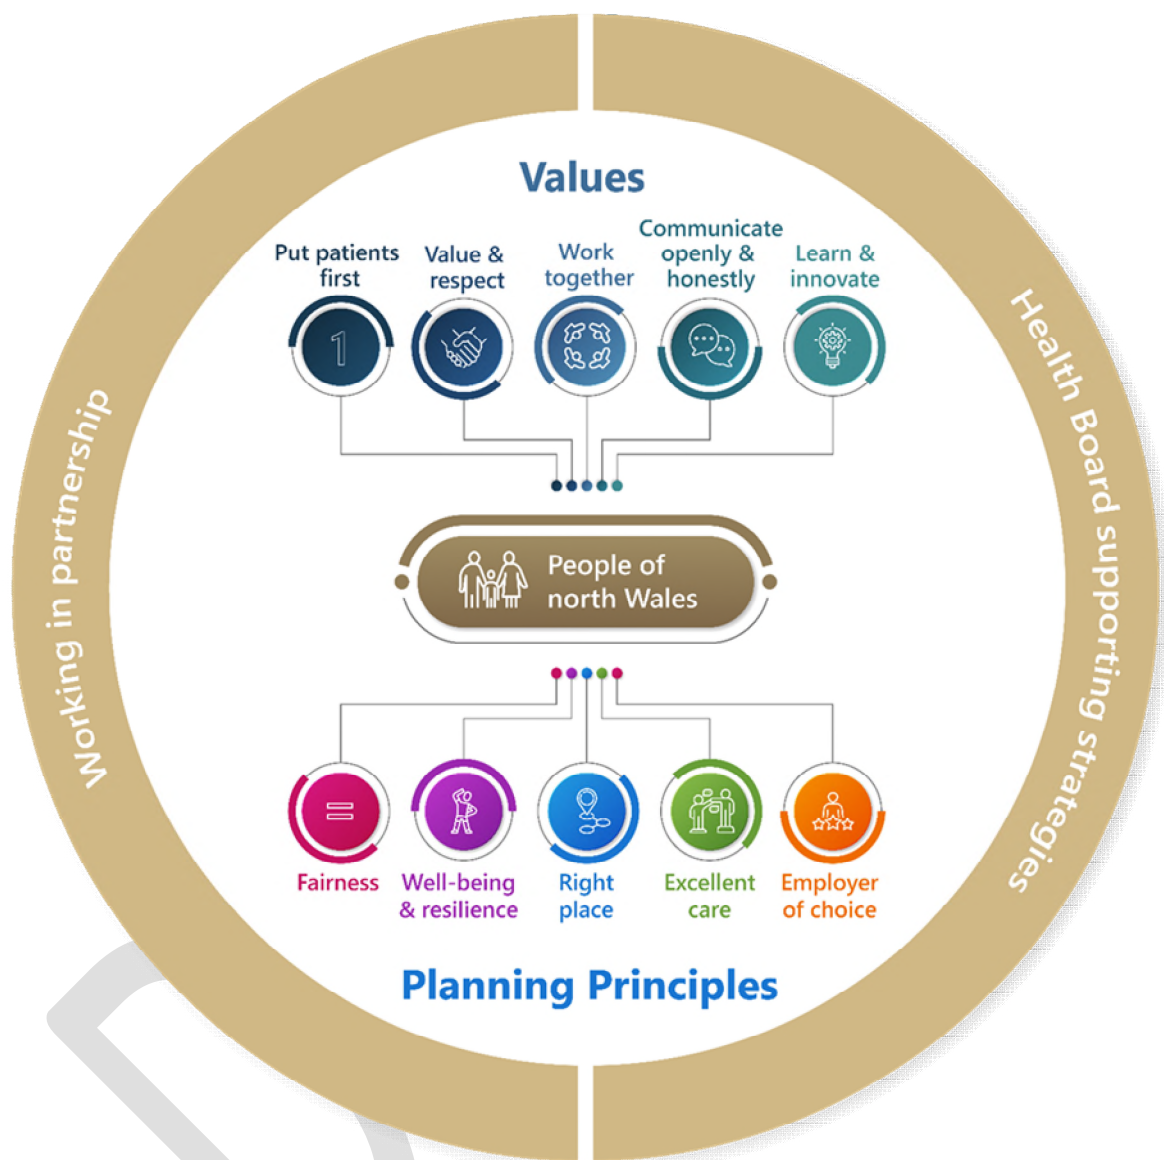 Values
Put patients
first
Value &
respect
Work
together
Communicate
openly &
honestly
Learn &
innovate
1
Working in partnership
Health Board supporting strategies
People of
north Wales
Fairness
Well-being
& resilience
Right
place
Excellent
care
Employer
of choice
Planning Principles